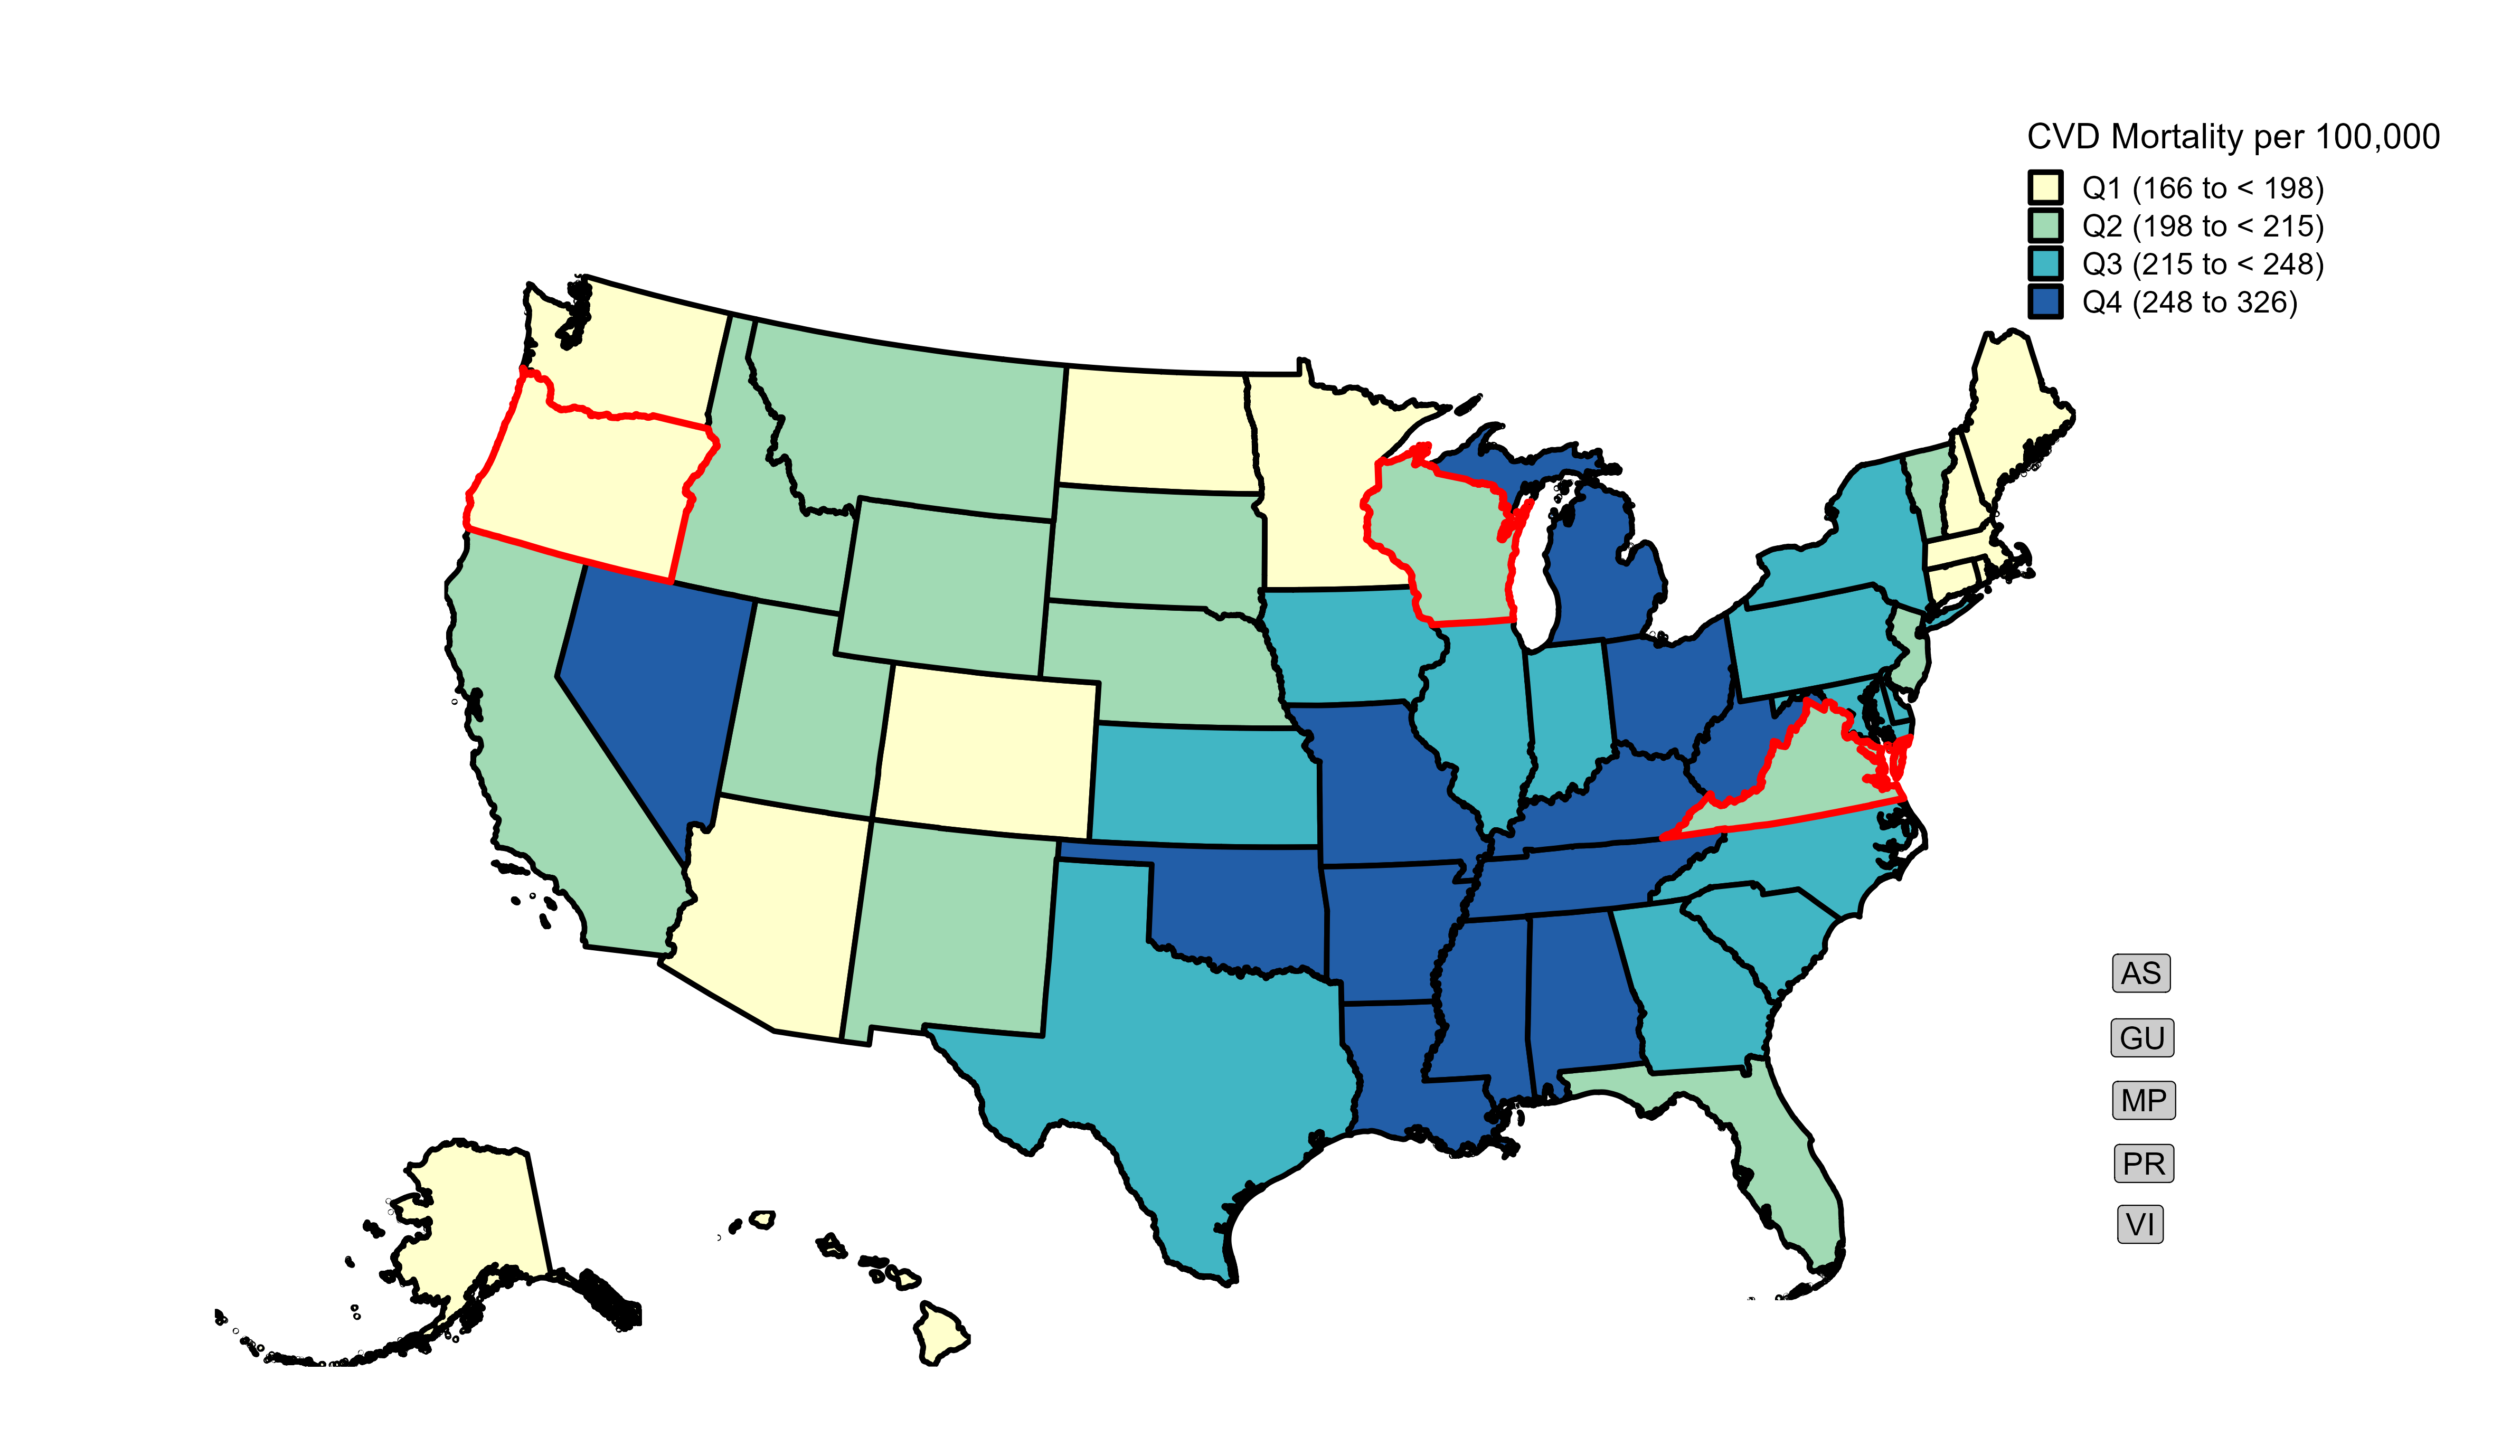 CVD Mortality per 100,000
Q1 (166 to < 198)
Q2 (198 to < 215)
Q3 (215 to < 248)
Q4 (248 to 326)
AS
GU
MP
PR
VI